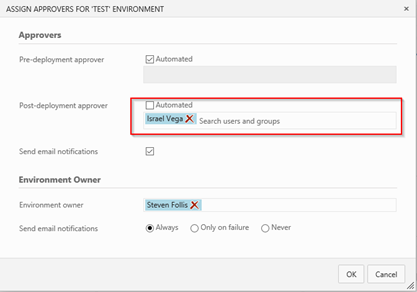 ASSIGN APPROVERS FOR 'TEST' ENVIRONMENT
Approvers
Pre-deployment approver Automated
Post-deployment approver Automated
Israel Vega Search users and groups
Send email notifications
Environment Owner
Environment owner Steven Follis
Send email notifications Always Only on failure Never
OK Cancel